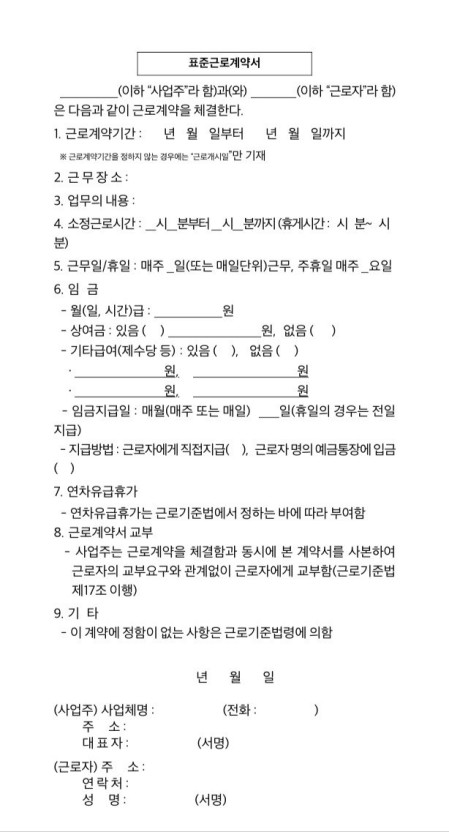 표준근로계약서
________(이하 “사업주”라 함)과(와) ______(이하 “근로자”라 함)
은 다음과 같이 근로계약을 체결한다.
1. 근로계약기간 : 년 월 일부터 년 월 일까지
※ 근로계약기간을 정하지 않는 경우에는 “근로개시일”만 기재
2. 근 무 장 소 :
3. 업무의 내용 :
4. 소정근로시간 : __시__분부터 __시__분까지 (휴게시간 : 시 분~ 시
분)
5. 근무일/휴일 : 매주 _일(또는 매일단위)근무, 주휴일 매주 _요일
6. 임 금
- 월(일, 시간)급 : __________원
- 상여금 : 있음 ( ) ______________원, 없음 ( )
- 기타급여(제수당 등) : 있음 ( ), 없음 ( )
· ______________원, ________________원
· ______________원, ________________원
- 임금지급일 : 매월(매주 또는 매일) ___일(휴일의 경우는 전일
지급)
- 지급방법 : 근로자에게 직접지급( ), 근로자 명의 예금통장에 입금
( )
7. 연차유급휴가
- 연차유급휴가는 근로기준법에서 정하는 바에 따라 부여함
8. 근로계약서 교부
- 사업주는 근로계약을 체결함과 동시에 본 계약서를 사본하여
근로자의 교부요구와 관계없이 근로자에게 교부함(근로기준법
제17조 이행)
9. 기 타
- 이 계약에 정함이 없는 사항은 근로기준법령에 의함
년 월 일
(사업주) 사업체명 : (전화 : )
주 소 :
대 표 자 : (서명)
(근로자) 주 소 :
연 락 처 :
성 명 : (서명)